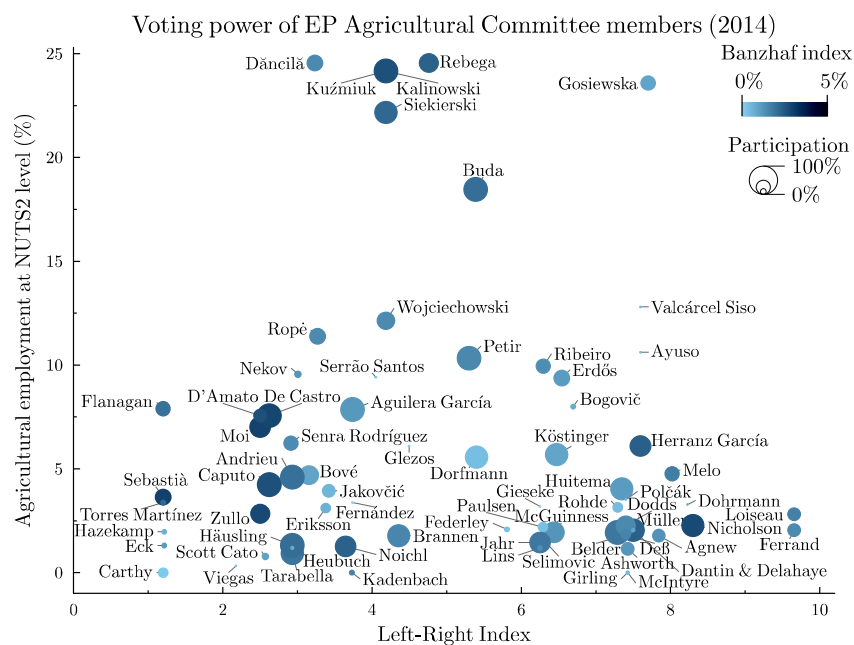 Voting power of EP Agricultural Committee members (2014)
Banzhaf index
0% 5%
Participation
100%
0%
Agricultural employment at NUTS2 level (%)
25
20
15
10
5
0
Dăncilă
Rebega
Kuźmiuk
Kalinowski
Gosiewska
Siekierski
Buda
Wojciechowski
Valcárcel Siso
Ropė
Petir
Ribeiro
Ayuso
Nekov
Serrão Santos
Erdős
Flanagan
D'Amato
De Castro
Aguilera García
Bogovič
Moi
Senra Rodríguez
Köstinger
Herranz García
Andrieu
Glezos
Caputo
Bové
Dorfmann
Melo
Sebastià
Jakovčić
Gieseke
Huitema
Polčák
Torres Martínez
Fernández
Paulsen
Rohde
Dodds
Dohrmann
Zullo
Eriksson
McGuinness
Müller
Loiseau
Hazekamp
Häusling
Brannen
Federley
Nicholson
Eck
Scott Cato
Heubuch
Noichl
Jahr
Lins
Belder
Deß
Agnew
Ferrand
Carthy
Viegas
Tarabella
Kadenbach
Selimovic
Ashworth
Dantin & Delahaye
Girling
McIntyre
0 2 4 6 8 10
Left-Right Index